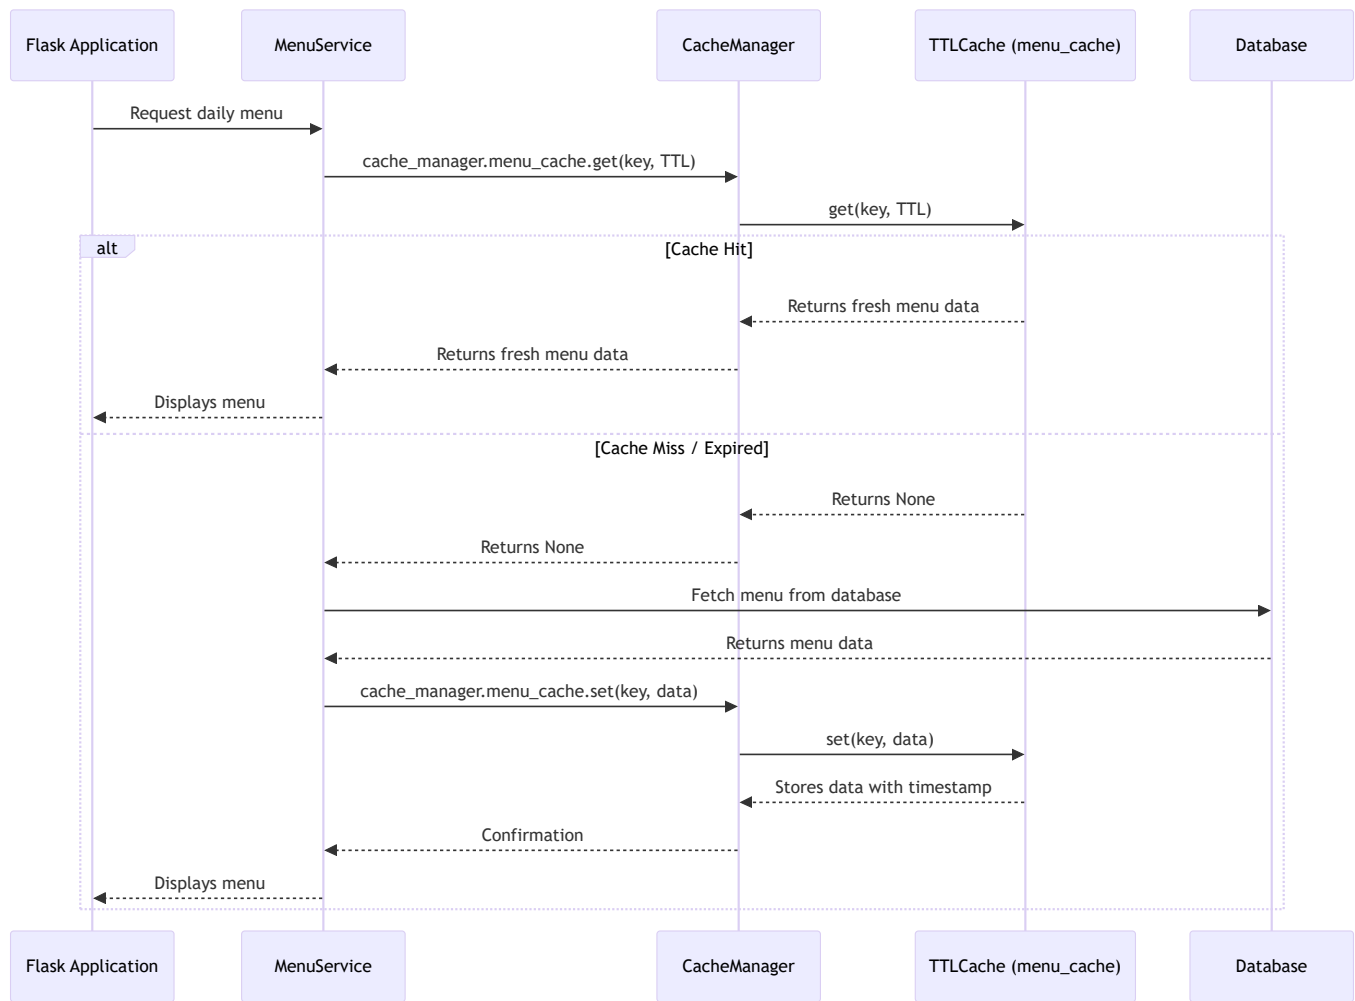 Flask Application
MenuService
CacheManager
TTLCache (menu_cache)
Database
Request daily menu
cache_manager.menu_cache.get(key, TTL)
get(key, TTL)
alt
[Cache Hit]
Returns fresh menu data
Returns fresh menu data
Displays menu
[Cache Miss / Expired]
Returns None
Returns None
Fetch menu from database
Returns menu data
cache_manager.menu_cache.set(key, data)
set(key, data)
Stores data with timestamp
Confirmation
Displays menu
Flask Application
MenuService
CacheManager
TTLCache (menu_cache)
Database